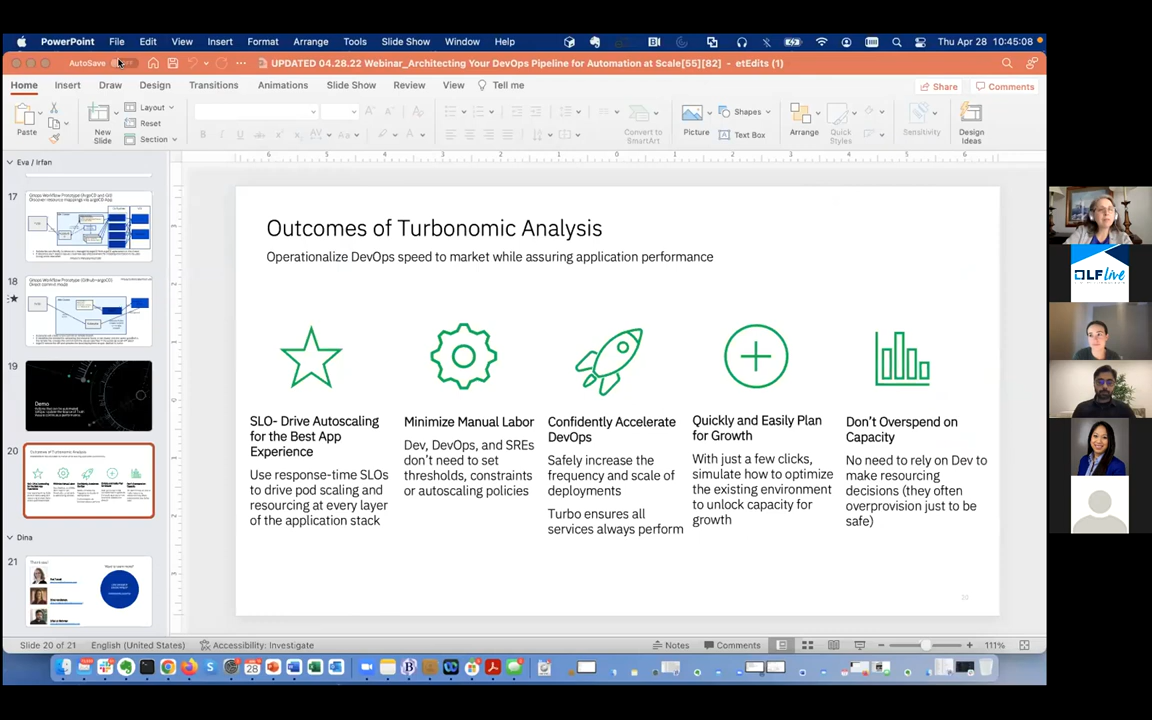 PowerPoint File Edit View Insert Format Arrange Tools Slide Show Window Help Thu Apr 28 10:45:08
AutoSave UPDATED 04.28.22 Webinar_Architecting Your DevOps Pipeline for Automation at Scale[55][82] - etEdits (1)
Home Insert Draw Design Transitions Animations Slide Show Review View Tell me Share Comments
Paste
New
Slide
Layout
Reset
Section
Convert to
SmartArt
Picture
Shapes
Text Box
Arrange
Quick
Styles
Sensitivity
Design
Ideas
Eva / Irfan
17
18
19
Demo
20
Dina
21
Outcomes of Turbonomic Analysis
Operationalize DevOps speed to market while assuring application performance
SLO- Drive Autoscaling
for the Best App
Experience
Use response-time SLOs
to drive pod scaling and
resourcing at every layer
of the application stack
Minimize Manual Labor
Dev, DevOps, and SREs
don't need to set
thresholds, constraints
or autoscaling policies
Confidently Accelerate
DevOps
Safely increase the
frequency and scale of
deployments
Turbo ensures all
services always perform
Quickly and Easily Plan
for Growth
With just a few clicks,
simulate how to optimize
the existing environment
to unlock capacity for
growth
Don't Overspend on
Capacity
No need to rely on Dev to
make resourcing
decisions (they often
overprovision just to be
safe)
20
LF Live
Slide 20 of 21 English (United States) Accessibility: Investigate Notes Comments 111%